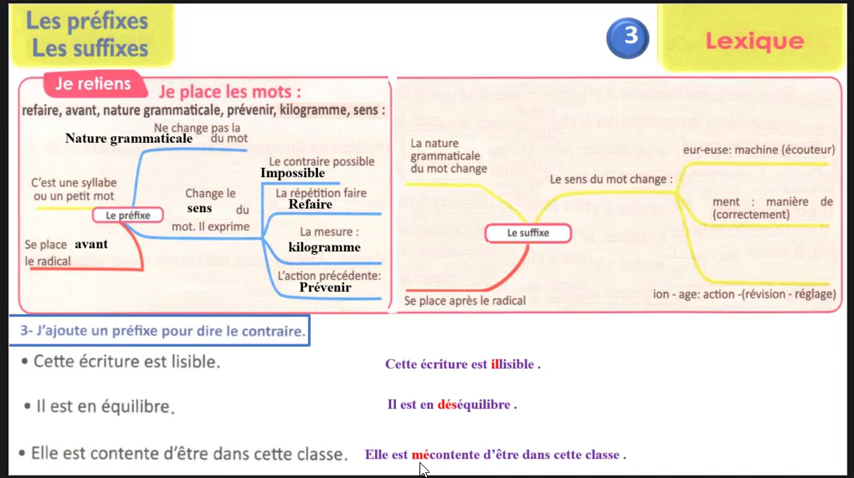 Les préfixes
Les suffixes
3
Lexique
Je retiens
Je place les mots :
refaire, avant, nature grammaticale, prévenir, kilogramme, sens :
Ne change pas la
Nature grammaticale du mot
C'est une syllabe
ou un petit mot
Le préfixe
Se place avant
le radical
Change le
sens du
mot. Il exprime
Le contraire possible
Impossible
La répétition faire
Refaire
La mesure :
kilogramme
L'action précédente:
Prévenir
La nature
grammaticale
du mot change
Le suffixe
Se place après le radical
Le sens du mot change :
eur-euse: machine (écouteur)
ment : manière de
(correctement)
ion - age: action -(révision - réglage)
3- J'ajoute un préfixe pour dire le contraire.
• Cette écriture est lisible.
Cette écriture est illisible .
• Il est en équilibre.
Il est en déséquilibre .
• Elle est contente d'être dans cette classe.
Elle est mécontente d'être dans cette classe .